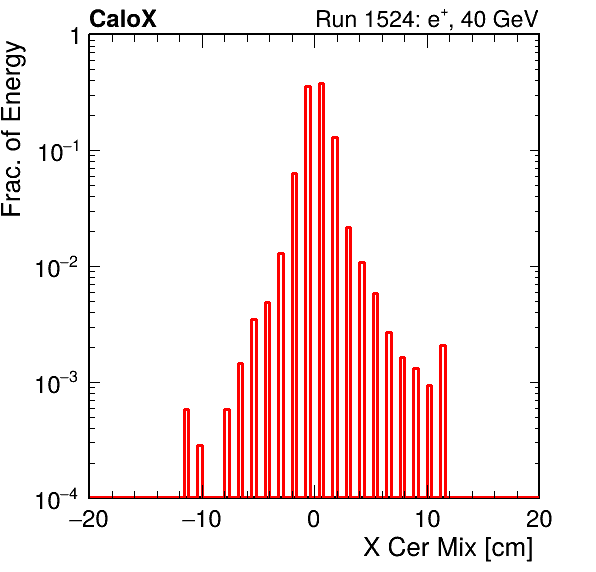 CaloX Run 1524: e⁺, 40 GeV
Frac. of Energy
1
10⁻¹
10⁻²
10⁻³
10⁻⁴
−20 −10 0 10 20
X Cer Mix [cm]